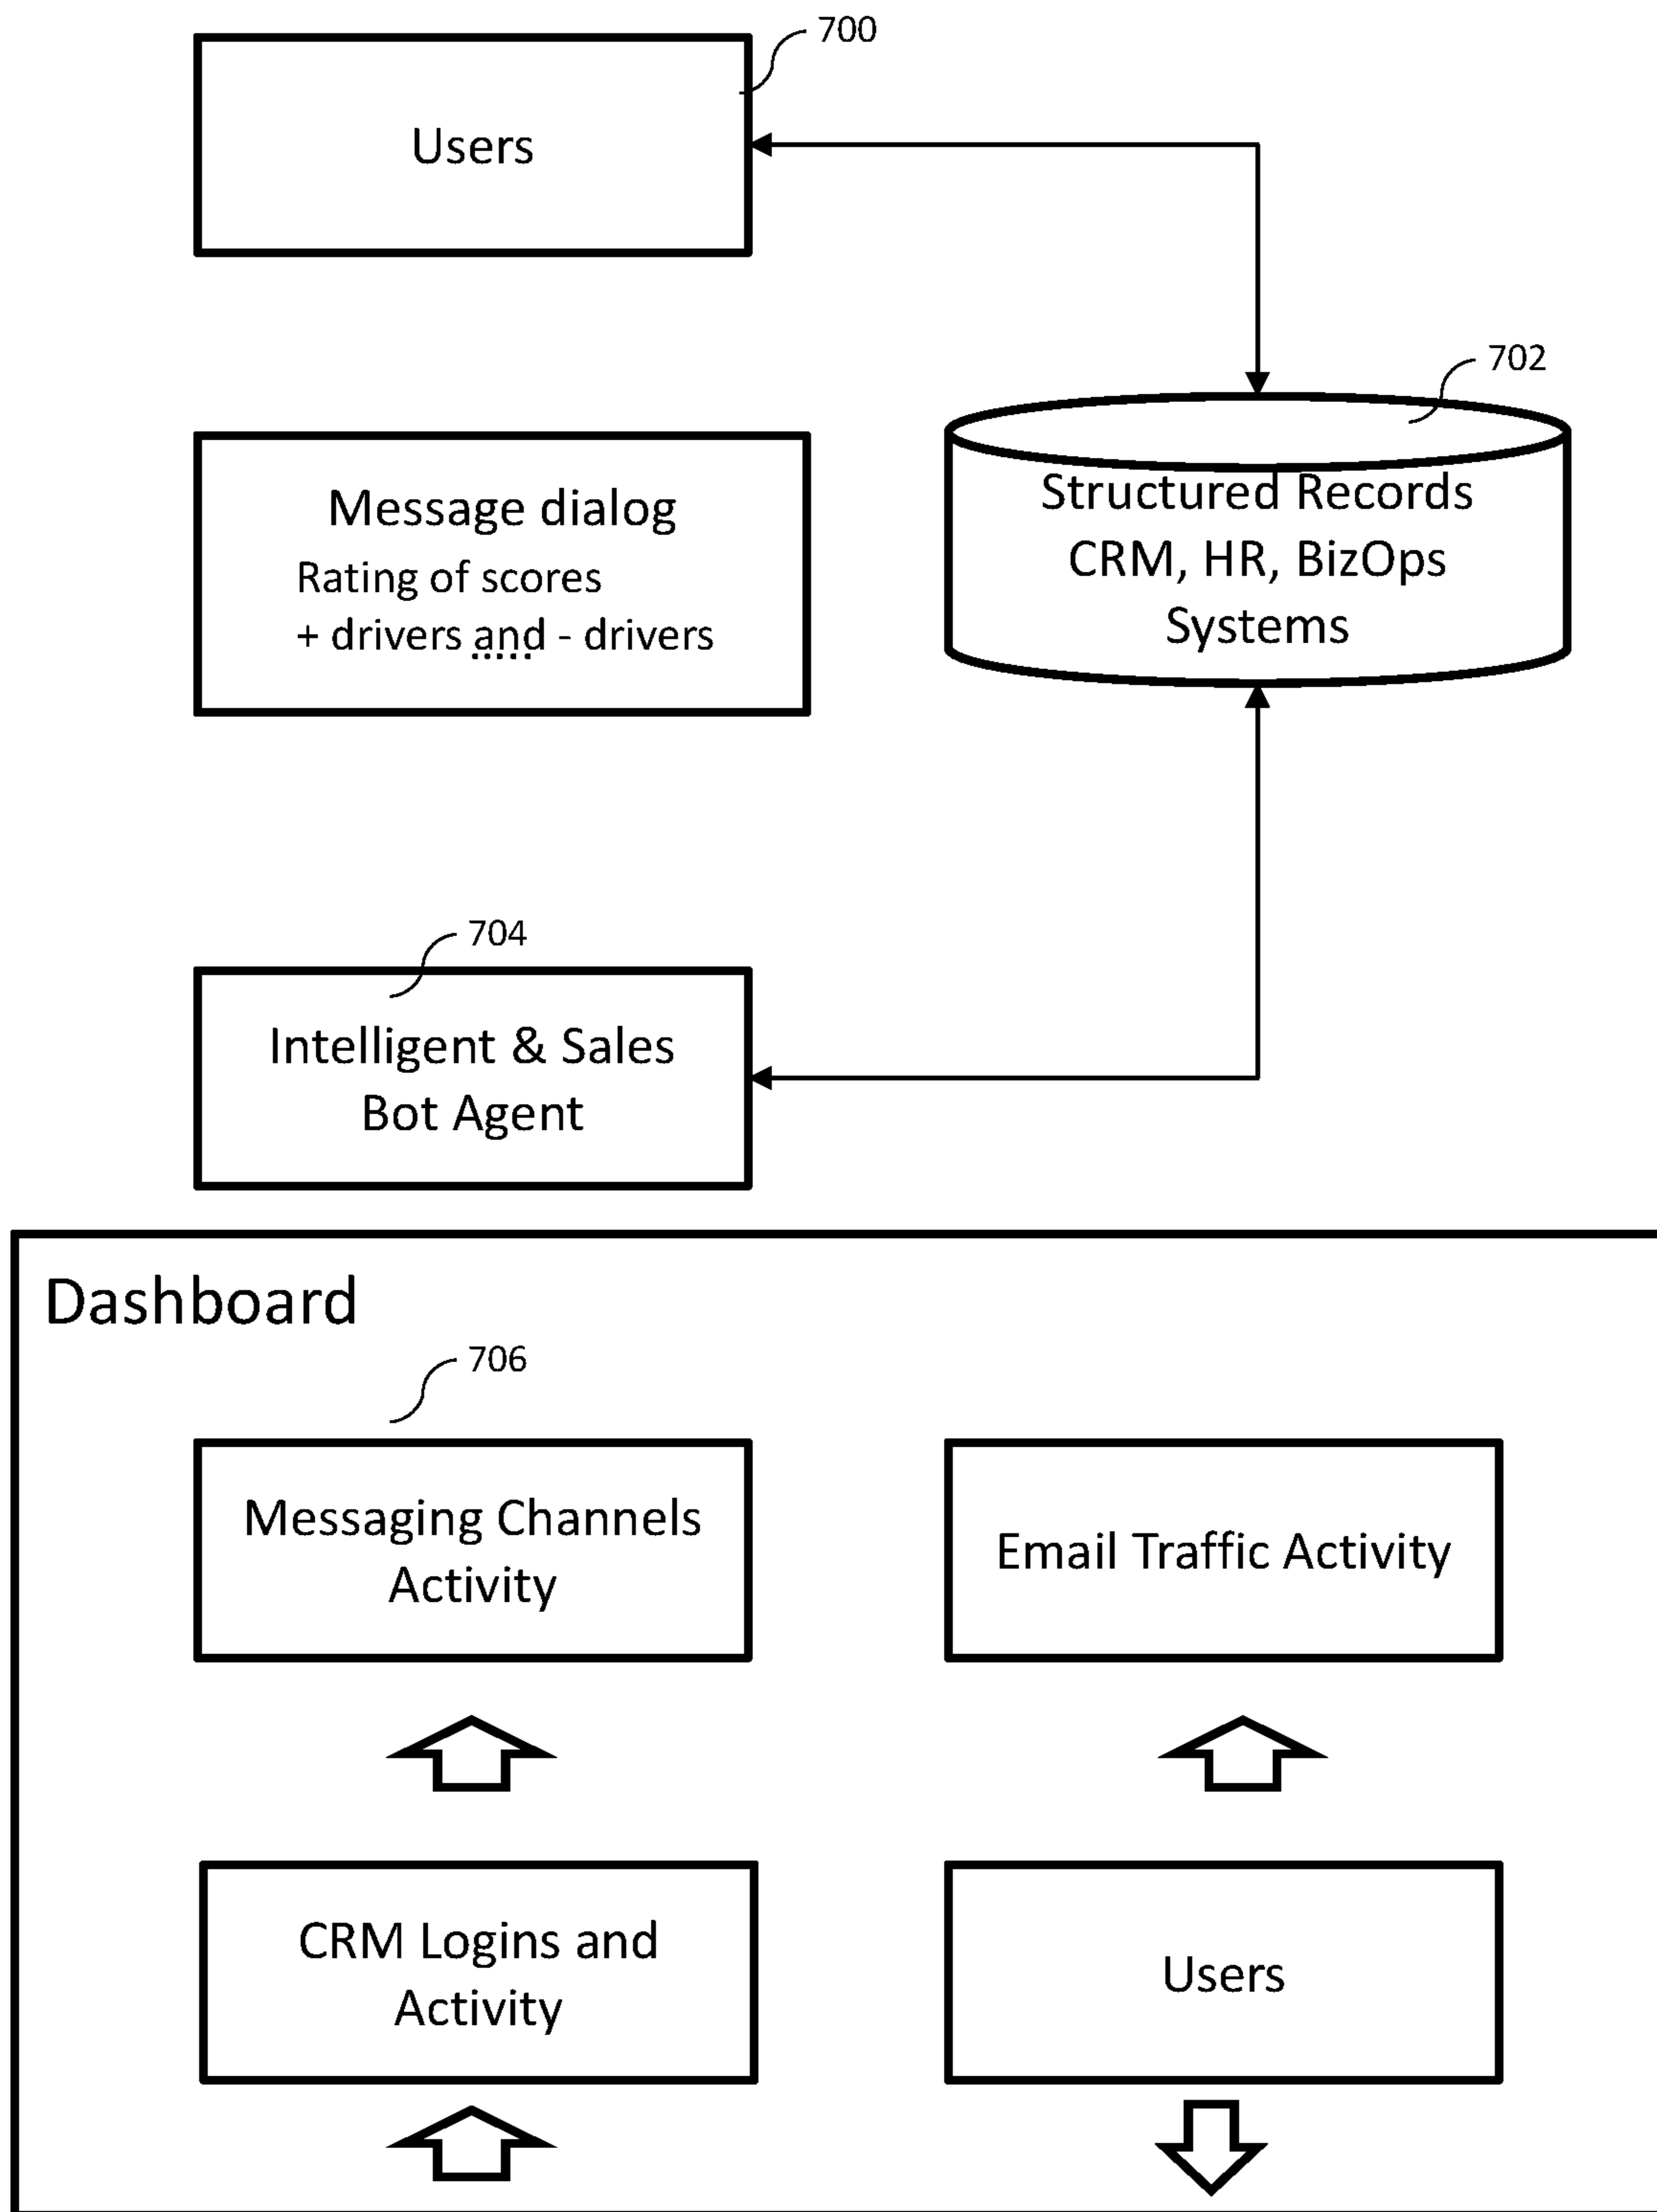 700
Users
702
Structured Records
CRM, HR, BizOps
Systems
Message dialog
Rating of scores
+ drivers and - drivers
704
Intelligent & Sales
Bot Agent
Dashboard
706
Messaging Channels
Activity
Email Traffic Activity
CRM Logins and
Activity
Users